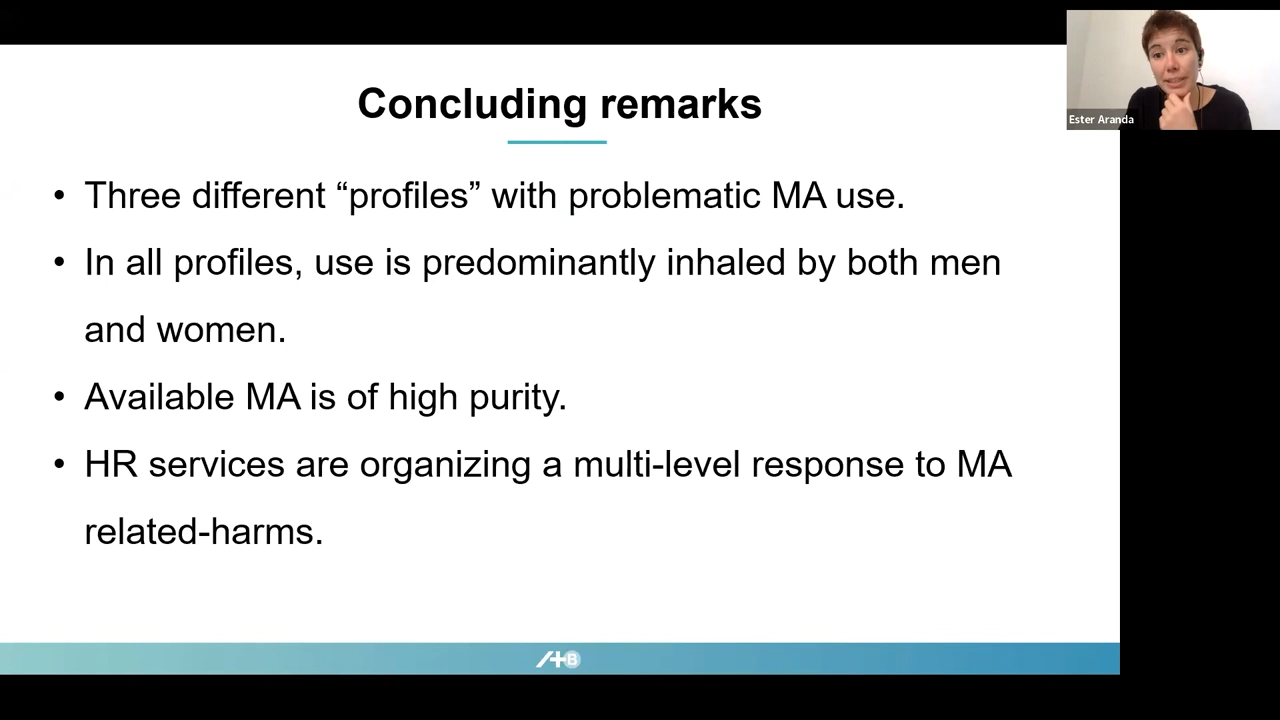 Concluding remarks
Ester Aranda
• Three different “profiles” with problematic MA use.
• In all profiles, use is predominantly inhaled by both men
and women.
• Available MA is of high purity.
• HR services are organizing a multi-level response to MA
related-harms.
A+B